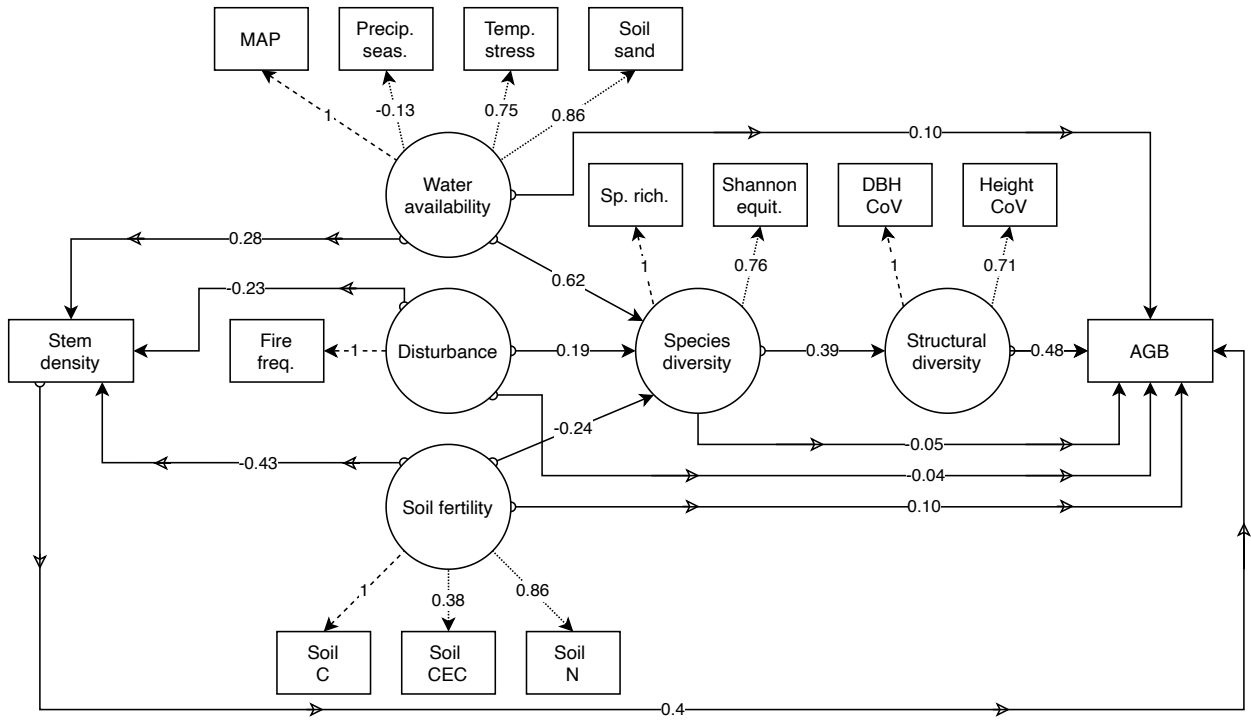 MAP
Precip.
seas.
Temp.
stress
Soil
sand
1
-0.13
0.75
0.86
Water
availability
0.10
Sp. rich.
Shannon
equit.
DBH
CoV
Height
CoV
0.28
0.62
1
0.76
1
0.71
-0.23
Stem
density
Fire
freq.
1
Disturbance
0.19
Species
diversity
0.39
Structural
diversity
0.48
AGB
-0.24
-0.05
-0.43
-0.04
Soil fertility
0.10
1
0.38
0.86
Soil
C
Soil
CEC
Soil
N
0.4